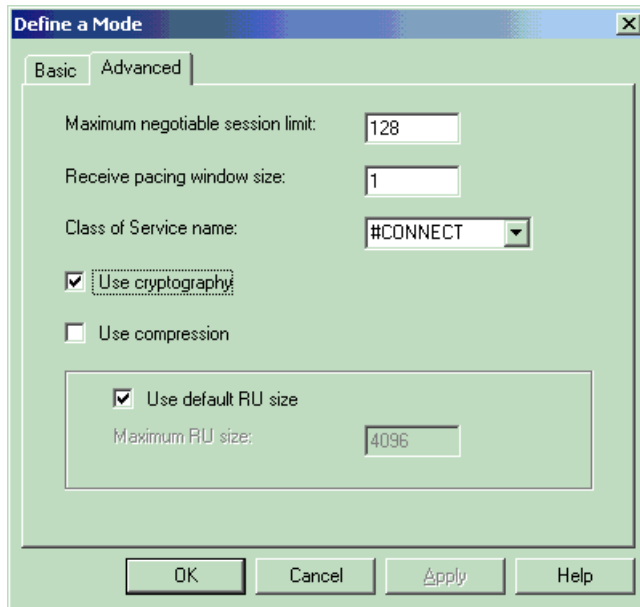 Define a Mode
Basic Advanced
Maximum negotiable session limit: 128
Receive pacing window size: 1
Class of Service name: #CONNECT
Use cryptography
Use compression
Use default RU size
Maximum RU size: 4096
OK Cancel Apply Help